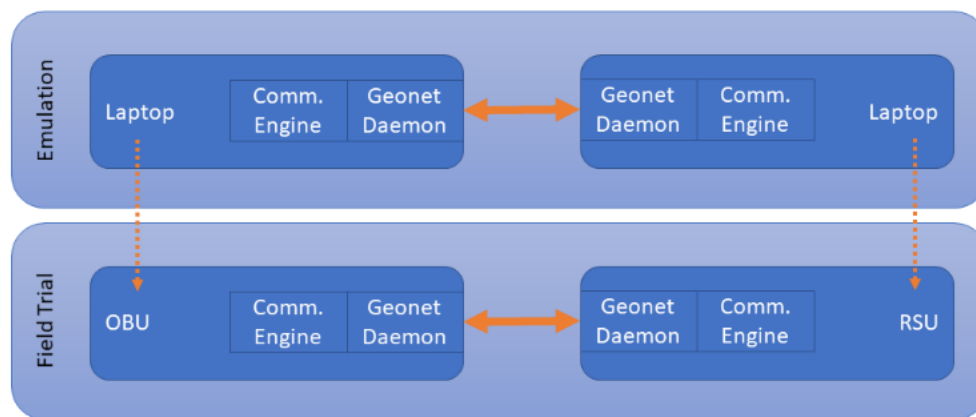 Emulation
Laptop
Comm.
Engine
Geonet
Daemon
Geonet
Daemon
Comm.
Engine
Laptop
Field Trial
OBU
Comm.
Engine
Geonet
Daemon
Geonet
Daemon
Comm.
Engine
RSU